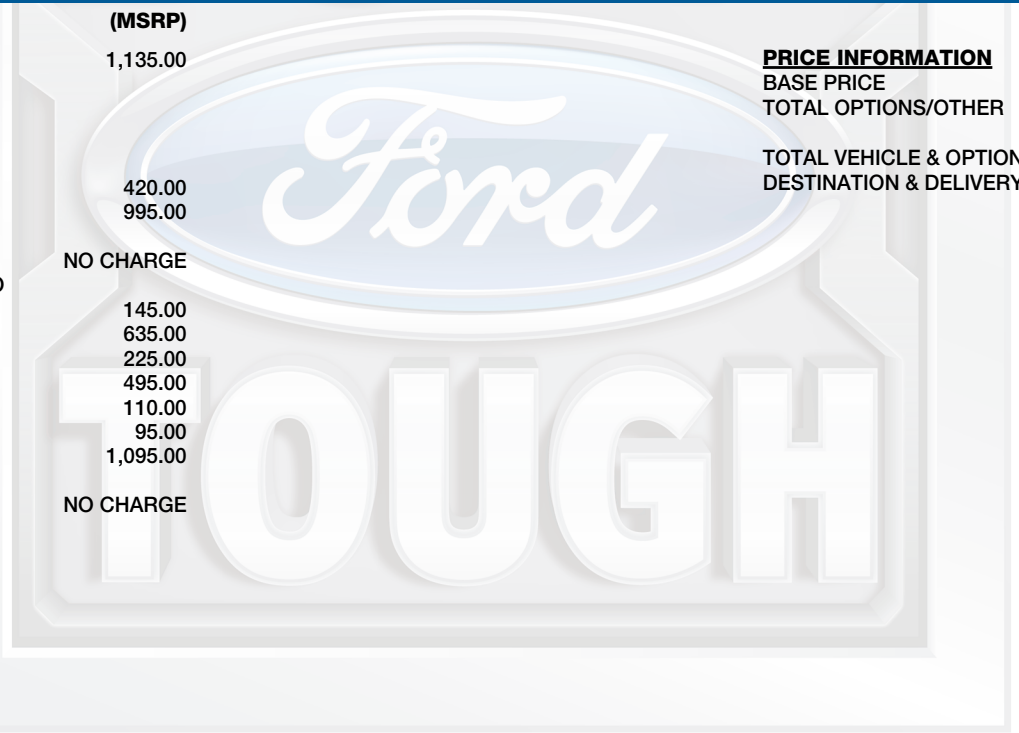 (MSRP)
1,135.00
420.00
995.00
NO CHARGE
145.00
635.00
225.00
495.00
110.00
95.00
1,095.00
NO CHARGE
PRICE INFORMATION
BASE PRICE
TOTAL OPTIONS/OTHER
TOTAL VEHICLE & OPTION
DESTINATION & DELIVERY
Ford
TOUGH